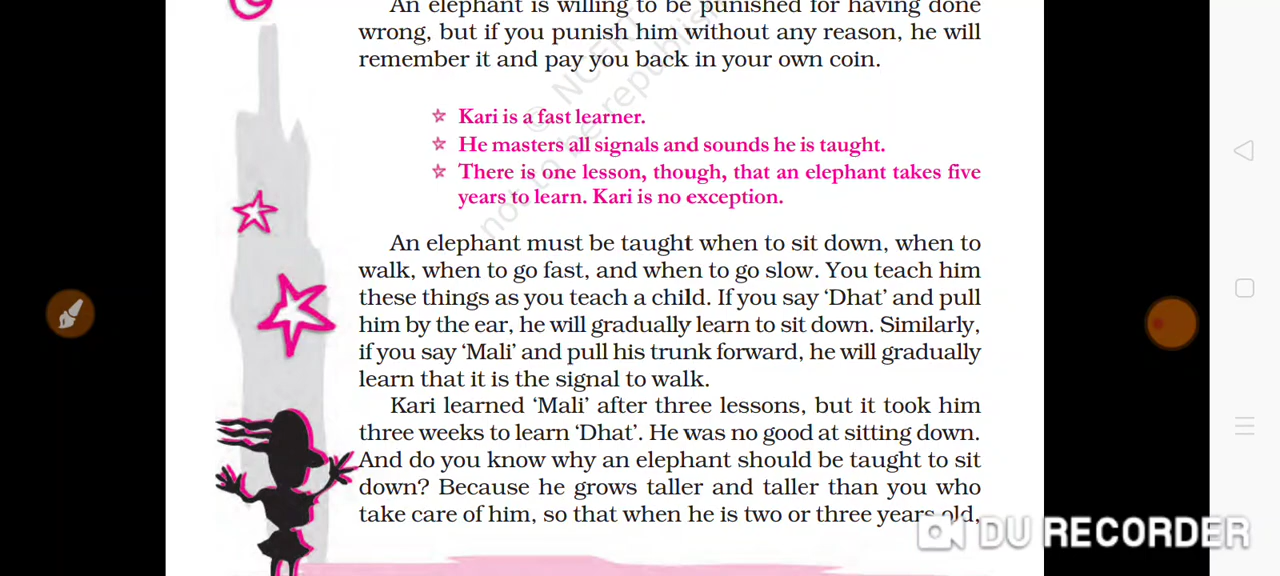 An elephant is willing to be punished for having done
wrong, but if you punish him without any reason, he will
remember it and pay you back in your own coin.
© NCERT
not to be republished
☆ Kari is a fast learner.
☆ He masters all signals and sounds he is taught.
☆ There is one lesson, though, that an elephant takes five
years to learn. Kari is no exception.
An elephant must be taught when to sit down, when to
walk, when to go fast, and when to go slow. You teach him
these things as you teach a child. If you say ‘Dhat’ and pull
him by the ear, he will gradually learn to sit down. Similarly,
if you say ‘Mali’ and pull his trunk forward, he will gradually
learn that it is the signal to walk.
Kari learned ‘Mali’ after three lessons, but it took him
three weeks to learn ‘Dhat’. He was no good at sitting down.
And do you know why an elephant should be taught to sit
down? Because he grows taller and taller than you who
take care of him, so that when he is two or three years old,
DU RECORDER